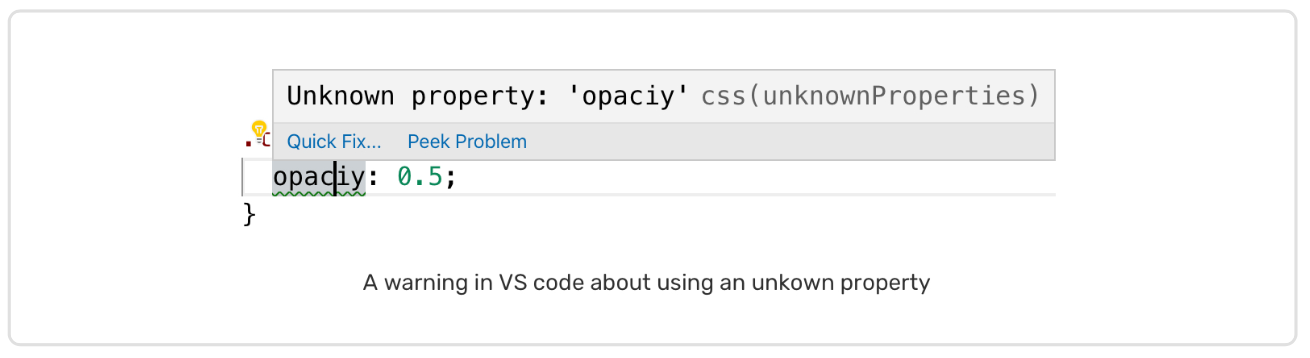 Unknown property: 'opaciy' css(unknownProperties)
Quick Fix... Peek Problem
.c
opaciy: 0.5;
}
A warning in VS code about using an unkown property